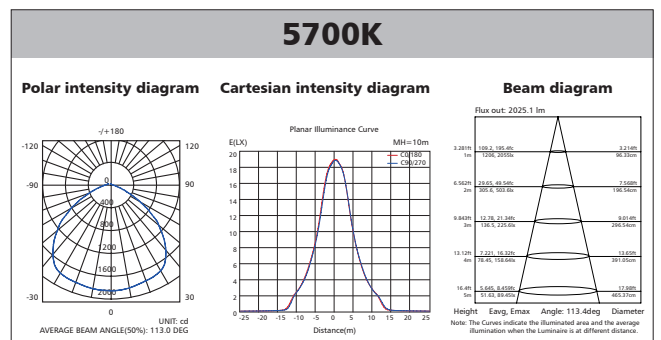 5700K
Polar intensity diagram
-/+180
-120
120
-90
90
0
400
800
1200
1600
2000
-30
30
0
UNIT: cd
AVERAGE BEAM ANGLE(50%): 113.0 DEG
Cartesian intensity diagram
Planar Illuminance Curve
E(LX)
MH=10m
C0/180
C90/270
20
18
16
14
12
10
8
6
4
2
0
-25 -20 -15 -10 -5 0 5 10 15 20 25
Distance(m)
Beam diagram
Flux out: 2025.1 lm
3.281ft 109.2, 195.4fc 3.214ft
1m 1206, 2055lx 96.33cm
6.562ft 29.65, 49.54fc 7.568ft
2m 305.6, 503.6lx 196.54cm
9.843ft 12.78, 21.34fc 9.014ft
3m 136.5, 225.6lx 296.54cm
13.12ft 7.221, 16.32fc 13.65ft
4m 78.45, 158.64lx 391.05cm
16.4ft 5.645, 8.459fc 17.98ft
5m 51.63, 89.45lx 465.37cm
Height Eavg, Emax Angle: 113.4deg Diameter
Note: The Curves indicate the illuminated area and the average
illumination when the Luminaire is at different distance.